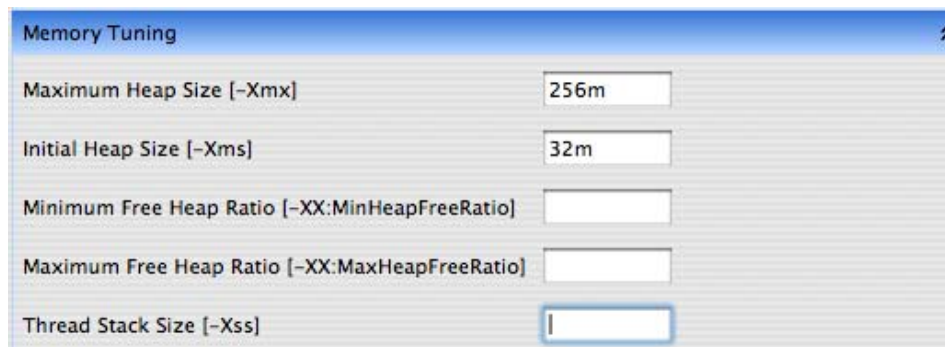 Memory Tuning
Maximum Heap Size [-Xmx] 256m
Initial Heap Size [-Xms] 32m
Minimum Free Heap Ratio [-XX:MinHeapFreeRatio]
Maximum Free Heap Ratio [-XX:MaxHeapFreeRatio]
Thread Stack Size [-Xss]